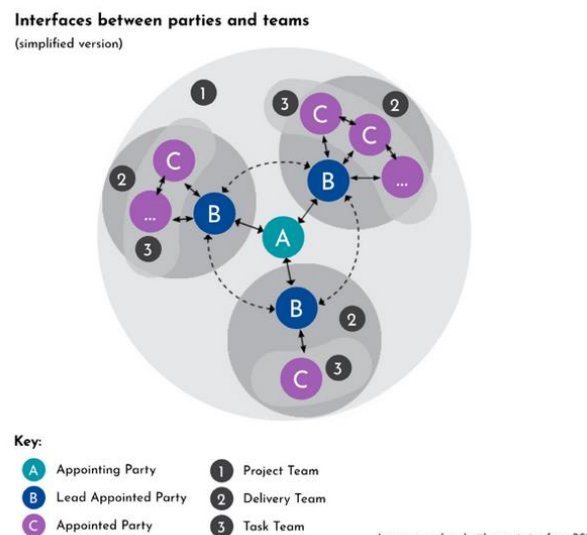 Interfaces between parties and teams
(simplified version)
1
3
2
C
C
C
...
2
B
...
B
3
A
B
2
C
3
Key:
A Appointing Party
1 Project Team
B Lead Appointed Party
2 Delivery Team
C Appointed Party
3 Task Team